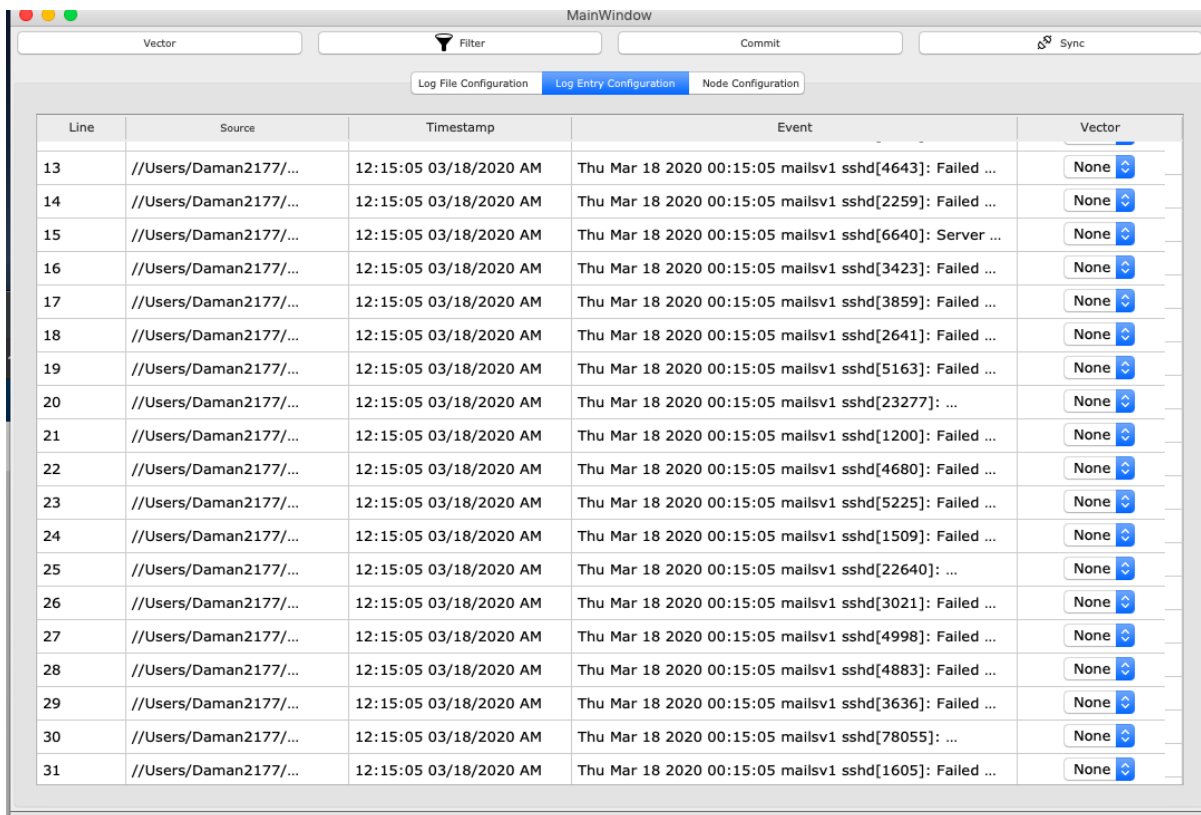 MainWindow
Vector Filter Commit Sync
Log File Configuration Log Entry Configuration Node Configuration
Line Source Timestamp Event Vector
13 //Users/Daman2177/... 12:15:05 03/18/2020 AM Thu Mar 18 2020 00:15:05 mailsv1 sshd[4643]: Failed ... None
14 //Users/Daman2177/... 12:15:05 03/18/2020 AM Thu Mar 18 2020 00:15:05 mailsv1 sshd[2259]: Failed ... None
15 //Users/Daman2177/... 12:15:05 03/18/2020 AM Thu Mar 18 2020 00:15:05 mailsv1 sshd[6640]: Server ... None
16 //Users/Daman2177/... 12:15:05 03/18/2020 AM Thu Mar 18 2020 00:15:05 mailsv1 sshd[3423]: Failed ... None
17 //Users/Daman2177/... 12:15:05 03/18/2020 AM Thu Mar 18 2020 00:15:05 mailsv1 sshd[3859]: Failed ... None
18 //Users/Daman2177/... 12:15:05 03/18/2020 AM Thu Mar 18 2020 00:15:05 mailsv1 sshd[2641]: Failed ... None
19 //Users/Daman2177/... 12:15:05 03/18/2020 AM Thu Mar 18 2020 00:15:05 mailsv1 sshd[5163]: Failed ... None
20 //Users/Daman2177/... 12:15:05 03/18/2020 AM Thu Mar 18 2020 00:15:05 mailsv1 sshd[23277]: ... None
21 //Users/Daman2177/... 12:15:05 03/18/2020 AM Thu Mar 18 2020 00:15:05 mailsv1 sshd[1200]: Failed ... None
22 //Users/Daman2177/... 12:15:05 03/18/2020 AM Thu Mar 18 2020 00:15:05 mailsv1 sshd[4680]: Failed ... None
23 //Users/Daman2177/... 12:15:05 03/18/2020 AM Thu Mar 18 2020 00:15:05 mailsv1 sshd[5225]: Failed ... None
24 //Users/Daman2177/... 12:15:05 03/18/2020 AM Thu Mar 18 2020 00:15:05 mailsv1 sshd[1509]: Failed ... None
25 //Users/Daman2177/... 12:15:05 03/18/2020 AM Thu Mar 18 2020 00:15:05 mailsv1 sshd[22640]: ... None
26 //Users/Daman2177/... 12:15:05 03/18/2020 AM Thu Mar 18 2020 00:15:05 mailsv1 sshd[3021]: Failed ... None
27 //Users/Daman2177/... 12:15:05 03/18/2020 AM Thu Mar 18 2020 00:15:05 mailsv1 sshd[4998]: Failed ... None
28 //Users/Daman2177/... 12:15:05 03/18/2020 AM Thu Mar 18 2020 00:15:05 mailsv1 sshd[4883]: Failed ... None
29 //Users/Daman2177/... 12:15:05 03/18/2020 AM Thu Mar 18 2020 00:15:05 mailsv1 sshd[3636]: Failed ... None
30 //Users/Daman2177/... 12:15:05 03/18/2020 AM Thu Mar 18 2020 00:15:05 mailsv1 sshd[78055]: ... None
31 //Users/Daman2177/... 12:15:05 03/18/2020 AM Thu Mar 18 2020 00:15:05 mailsv1 sshd[1605]: Failed ... None